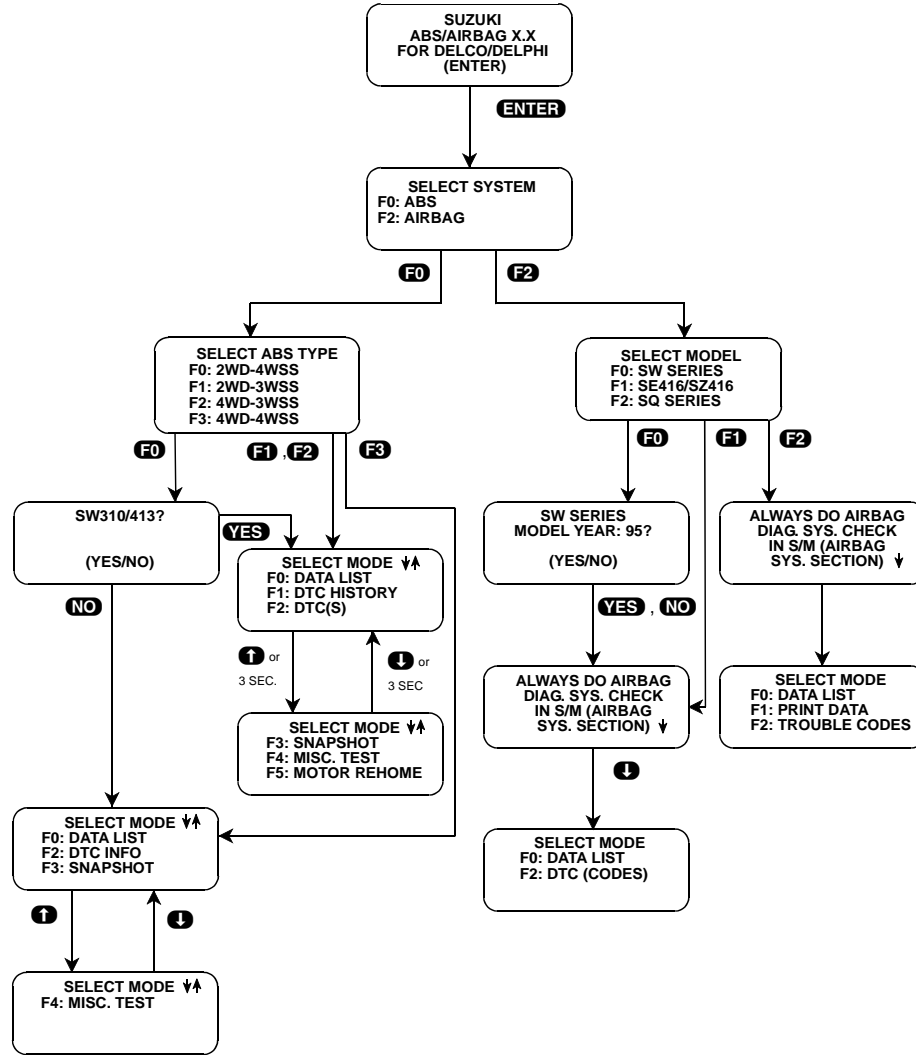 SUZUKI
ABS/AIRBAG X.X
FOR DELCO/DELPHI
(ENTER)
ENTER
SELECT SYSTEM
F0: ABS
F2: AIRBAG
F0
F2
SELECT ABS TYPE
F0: 2WD-4WSS
F1: 2WD-3WSS
F2: 4WD-3WSS
F3: 4WD-4WSS
SELECT MODEL
F0: SW SERIES
F1: SE416/SZ416
F2: SQ SERIES
F0
F1 , F2
F3
F0
F1
F2
SW310/413?
(YES/NO)
YES
NO
SELECT MODE
F0: DATA LIST
F1: DTC HISTORY
F2: DTC(S)
or
3 SEC.
or
3 SEC
SELECT MODE
F3: SNAPSHOT
F4: MISC. TEST
F5: MOTOR REHOME
SELECT MODE
F0: DATA LIST
F2: DTC INFO
F3: SNAPSHOT
SELECT MODE
F4: MISC. TEST
SW SERIES
MODEL YEAR: 95?
(YES/NO)
YES , NO
ALWAYS DO AIRBAG
DIAG. SYS. CHECK
IN S/M (AIRBAG
SYS. SECTION)
SELECT MODE
F0: DATA LIST
F2: DTC (CODES)
ALWAYS DO AIRBAG
DIAG. SYS. CHECK
IN S/M (AIRBAG
SYS. SECTION)
SELECT MODE
F0: DATA LIST
F1: PRINT DATA
F2: TROUBLE CODES